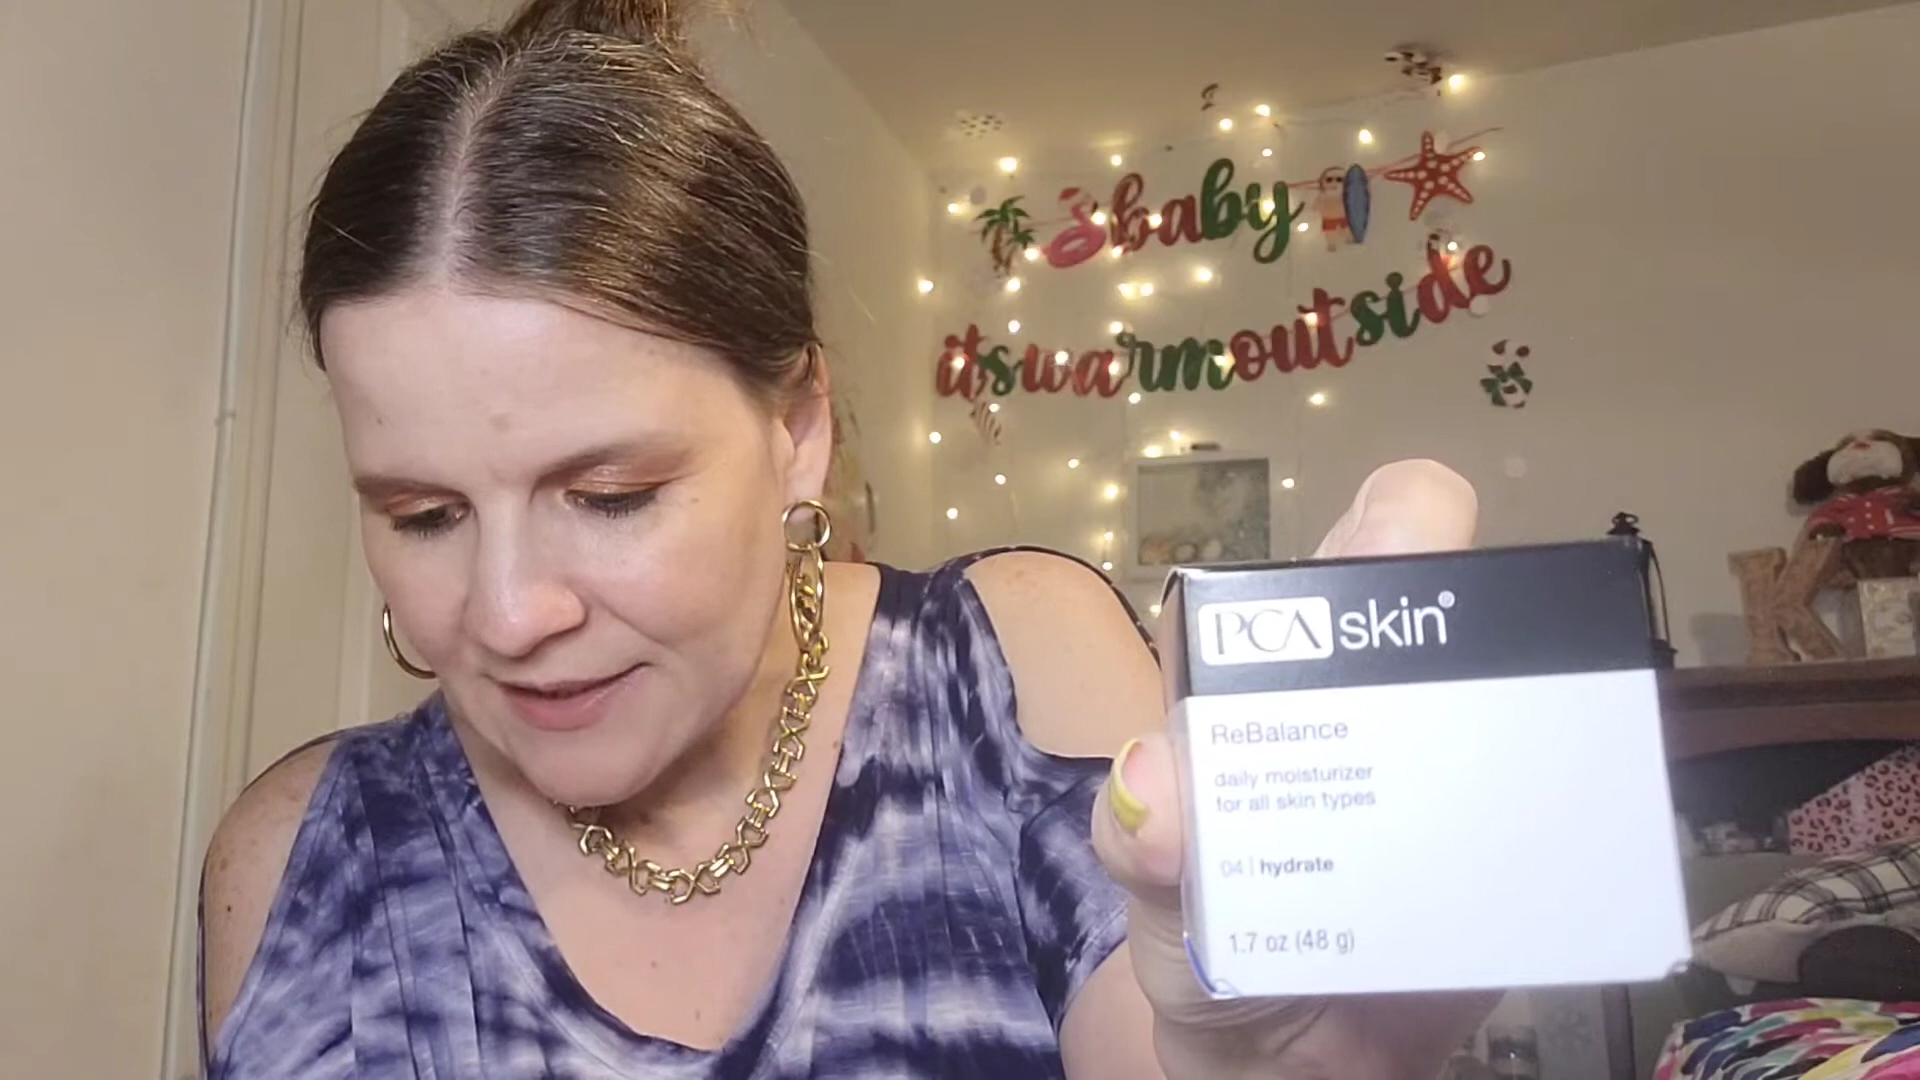 baby
itswarmoutside
PCA skin®
ReBalance
daily moisturizer
for all skin types
04 | hydrate
1.7 oz (48 g)
K